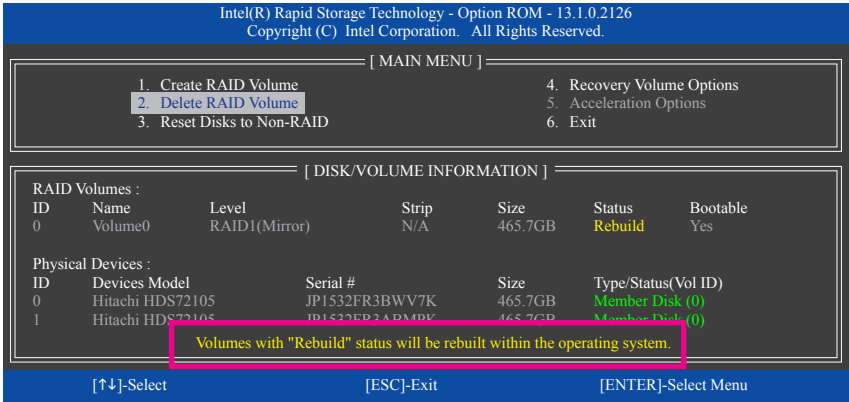 Intel(R) Rapid Storage Technology - Option ROM - 13.1.0.2126
Copyright (C) Intel Corporation. All Rights Reserved.
[ MAIN MENU ]
1. Create RAID Volume
2. Delete RAID Volume
3. Reset Disks to Non-RAID
4. Recovery Volume Options
5. Acceleration Options
6. Exit
[ DISK/VOLUME INFORMATION ]
RAID Volumes :
ID Name Level Strip Size Status Bootable
0 Volume0 RAID1(Mirror) N/A 465.7GB Rebuild Yes
Physical Devices :
ID Devices Model Serial # Size Type/Status(Vol ID)
0 Hitachi HDS72105 JP1532FR3BWV7K 465.7GB Member Disk (0)
1 Hitachi HDS72105 JP1532FR3ABMPK 465.7GB Member Disk (0)
Volumes with "Rebuild" status will be rebuilt within the operating system.
[↑↓]-Select [ESC]-Exit [ENTER]-Select Menu